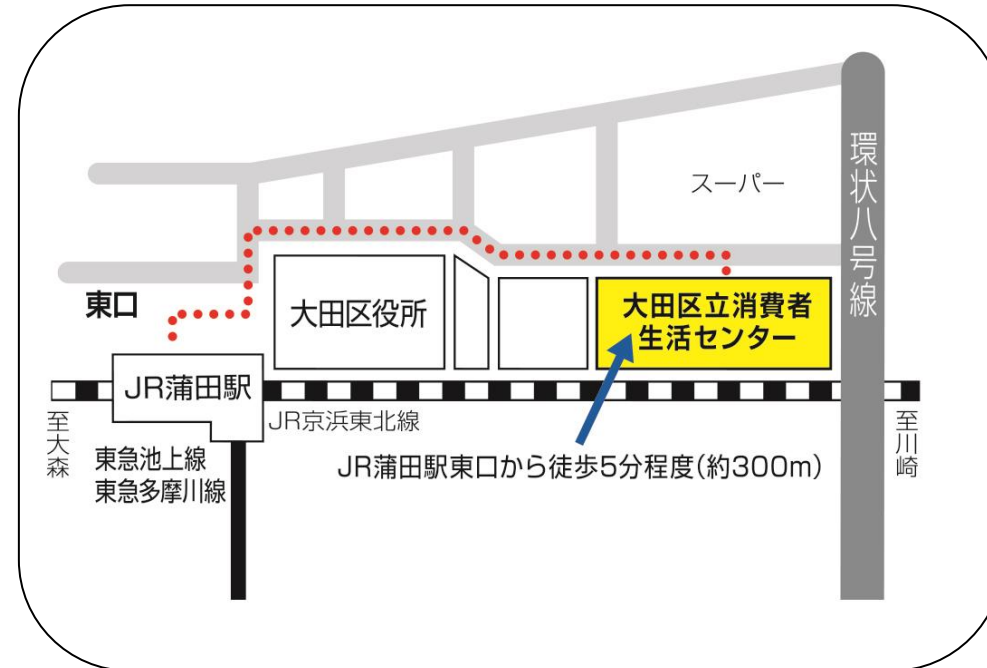 環状八号線
スーパー
東口
大田区役所
大田区立消費者
生活センター
JR蒲田駅
JR京浜東北線
至大森
至川崎
東急池上線
東急多摩川線
JR蒲田駅東口から徒歩5分程度(約300m)